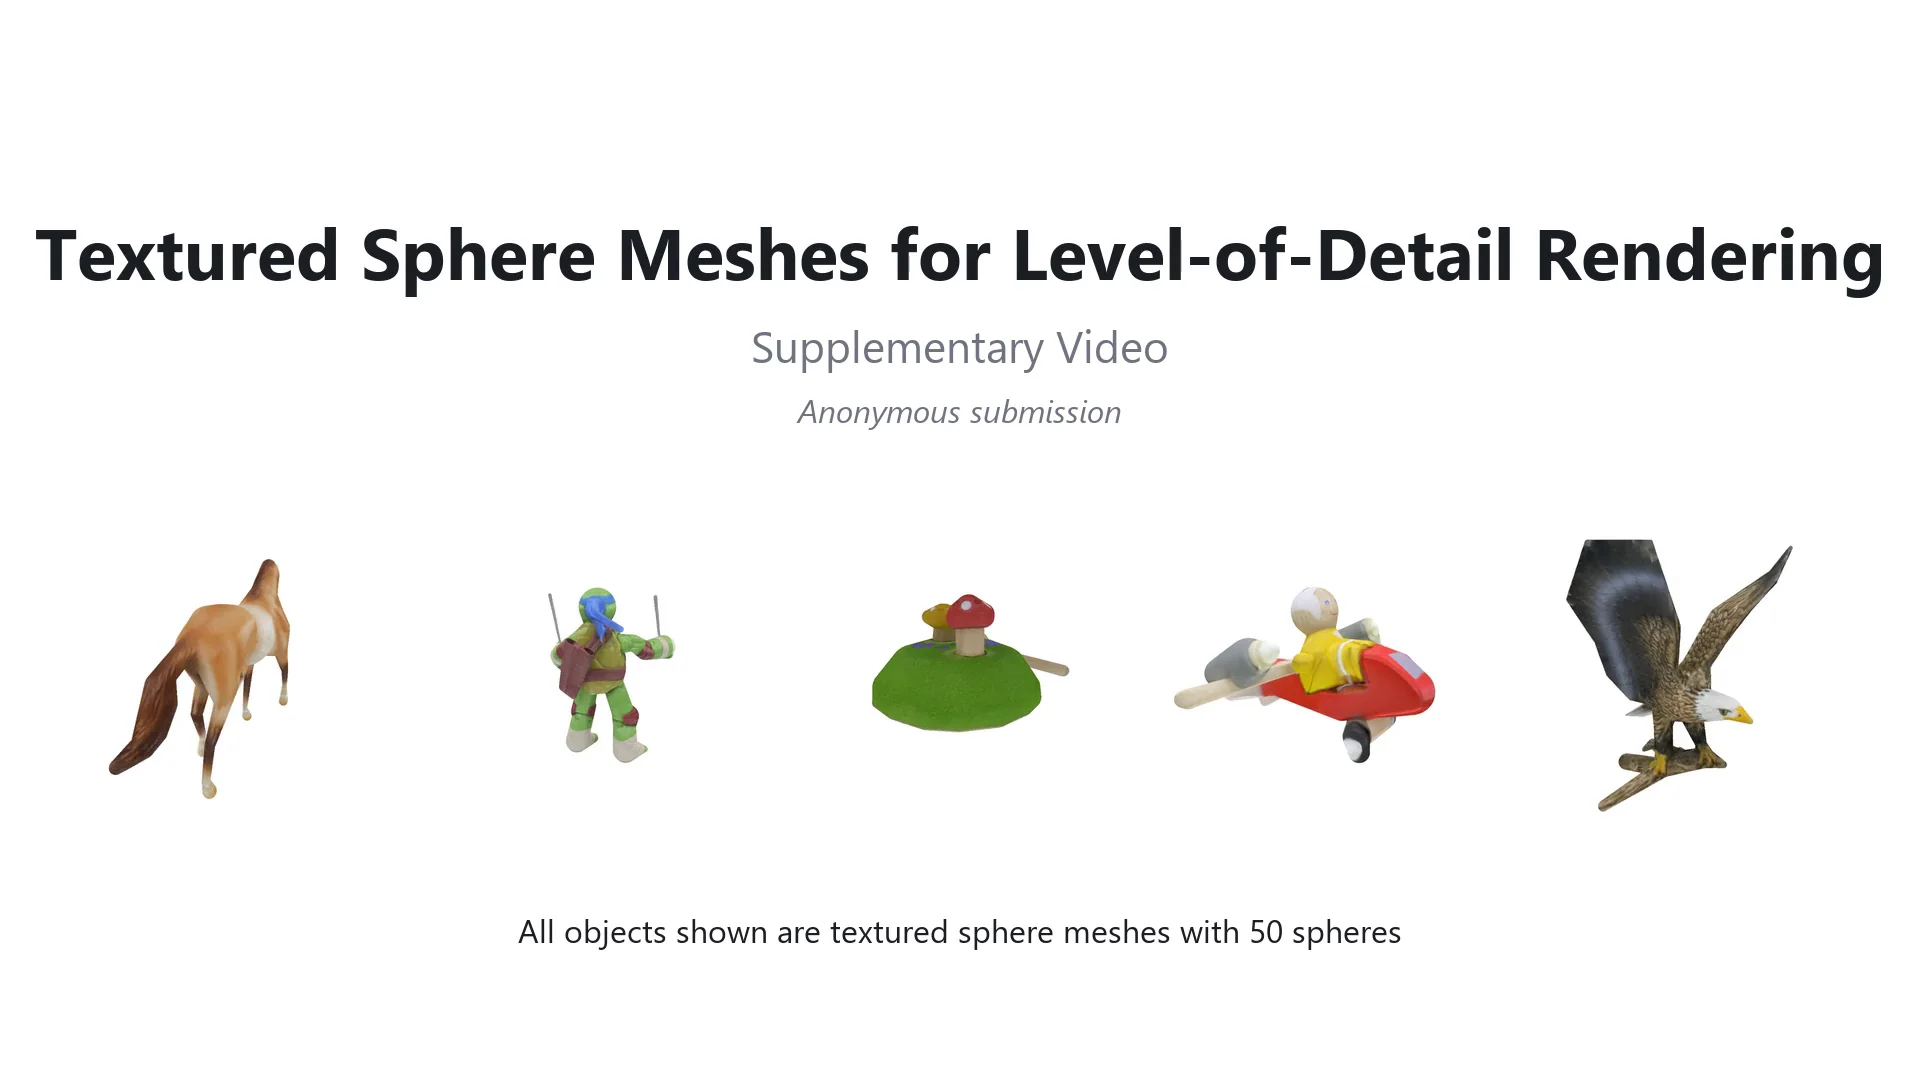 Textured Sphere Meshes for Level-of-Detail Rendering
Supplementary Video
Anonymous submission
All objects shown are textured sphere meshes with 50 spheres